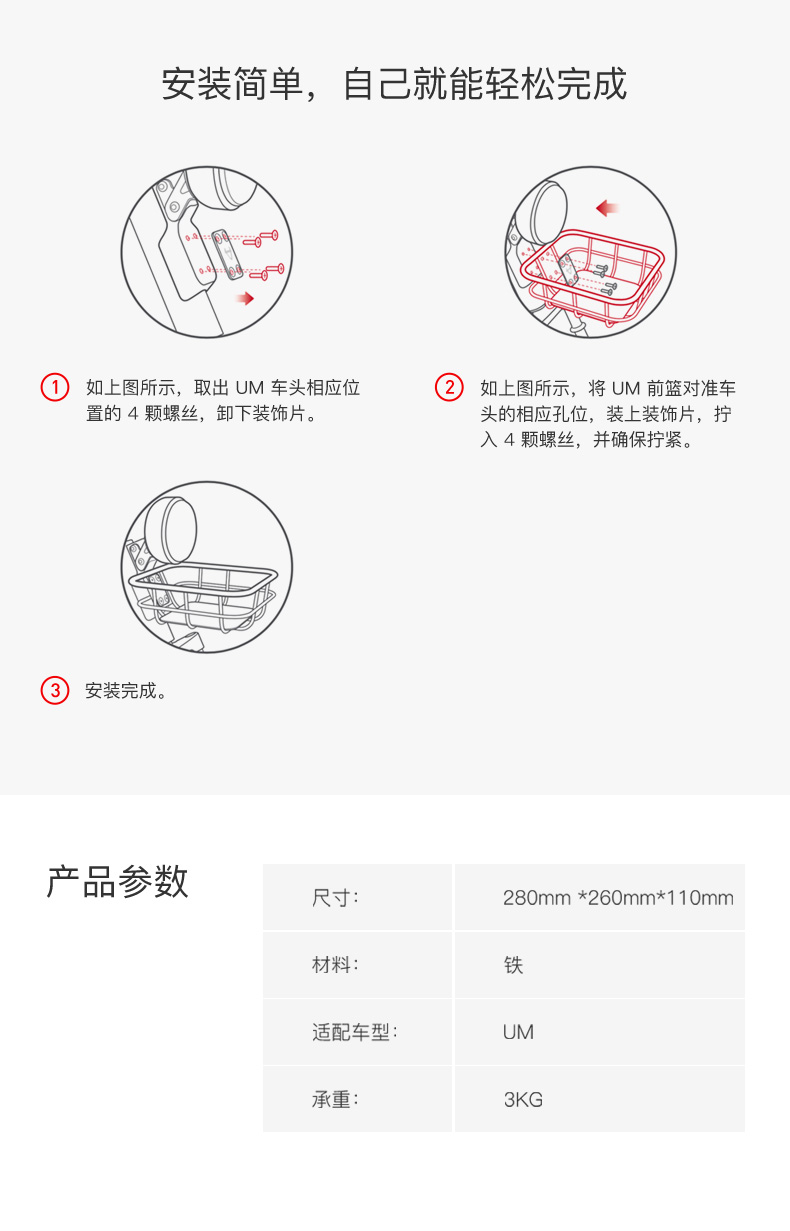 安装简单，自己就能轻松完成
1 如上图所示，取出 UM 车头相应位
置的 4 颗螺丝，卸下装饰片。
2 如上图所示，将 UM 前篮对准车
头的相应孔位，装上装饰片，拧
入 4 颗螺丝，并确保拧紧。
3 安装完成。
产品参数
尺寸： 280mm *260mm*110mm
材料： 铁
适配车型： UM
承重： 3KG